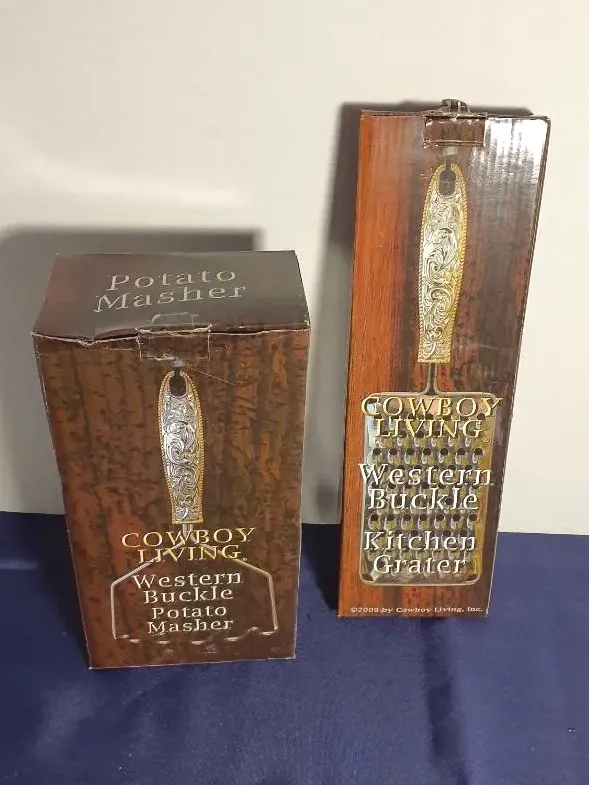 Potato
Masher
COWBOY
LIVING
Western
Buckle
Potato
Masher
COWBOY
LIVING®
Western
Buckle
Kitchen
Grater
©2009 by Cowboy Living, Inc.